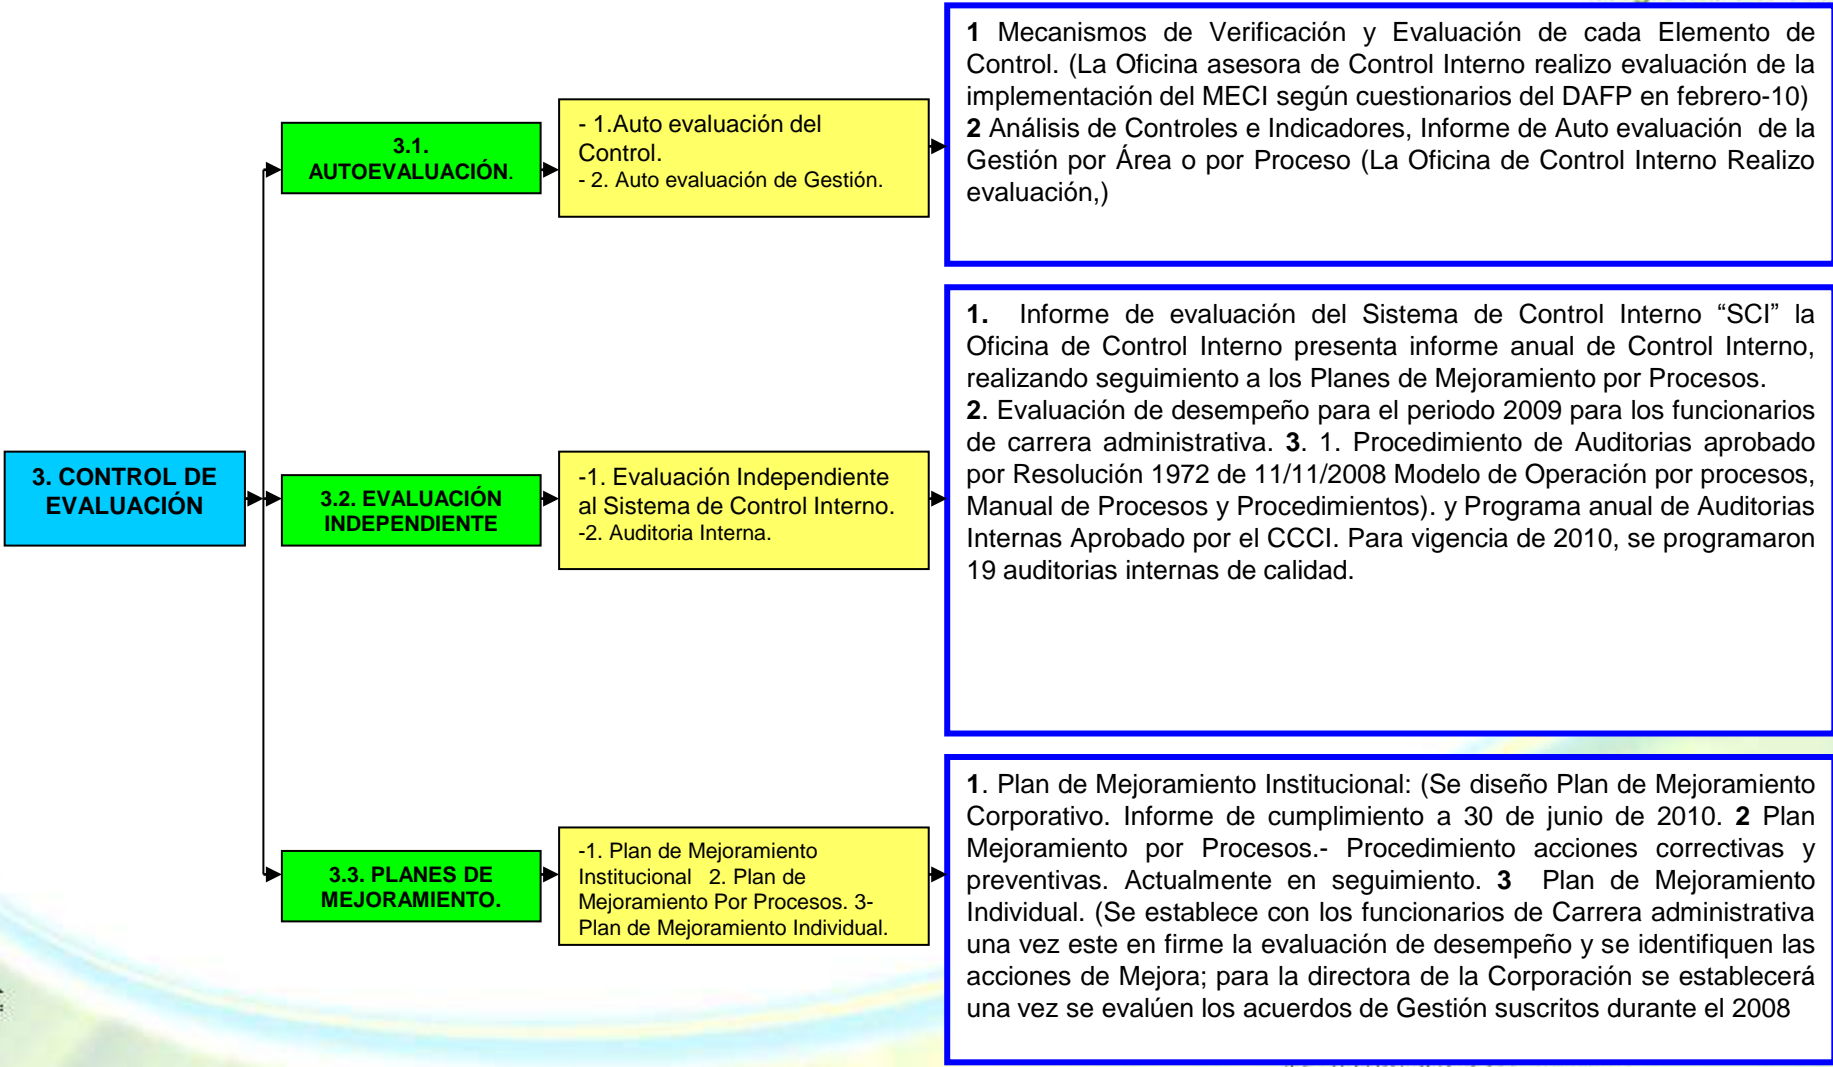 3. CONTROL DE
EVALUACIÓN
3.1.
AUTOEVALUACIÓN.
- 1.Auto evaluación del
Control.
- 2. Auto evaluación de Gestión.
1 Mecanismos de Verificación y Evaluación de cada Elemento de
Control. (La Oficina asesora de Control Interno realizo evaluación de la
implementación del MECI según cuestionarios del DAFP en febrero-10)
2 Análisis de Controles e Indicadores, Informe de Auto evaluación de la
Gestión por Área o por Proceso (La Oficina de Control Interno Realizo
evaluación,)
3.2. EVALUACIÓN
INDEPENDIENTE
-1. Evaluación Independiente
al Sistema de Control Interno.
-2. Auditoria Interna.
1. Informe de evaluación del Sistema de Control Interno “SCI” la
Oficina de Control Interno presenta informe anual de Control Interno,
realizando seguimiento a los Planes de Mejoramiento por Procesos.
2. Evaluación de desempeño para el periodo 2009 para los funcionarios
de carrera administrativa. 3. 1. Procedimiento de Auditorias aprobado
por Resolución 1972 de 11/11/2008 Modelo de Operación por procesos,
Manual de Procesos y Procedimientos). y Programa anual de Auditorias
Internas Aprobado por el CCCI. Para vigencia de 2010, se programaron
19 auditorias internas de calidad.
3.3. PLANES DE
MEJORAMIENTO.
-1. Plan de Mejoramiento
Institucional 2. Plan de
Mejoramiento Por Procesos. 3-
Plan de Mejoramiento Individual.
1. Plan de Mejoramiento Institucional: (Se diseño Plan de Mejoramiento
Corporativo. Informe de cumplimiento a 30 de junio de 2010. 2 Plan
Mejoramiento por Procesos.- Procedimiento acciones correctivas y
preventivas. Actualmente en seguimiento. 3 Plan de Mejoramiento
Individual. (Se establece con los funcionarios de Carrera administrativa
una vez este en firme la evaluación de desempeño y se identifiquen las
acciones de Mejora; para la directora de la Corporación se establecerá
una vez se evalúen los acuerdos de Gestión suscritos durante el 2008